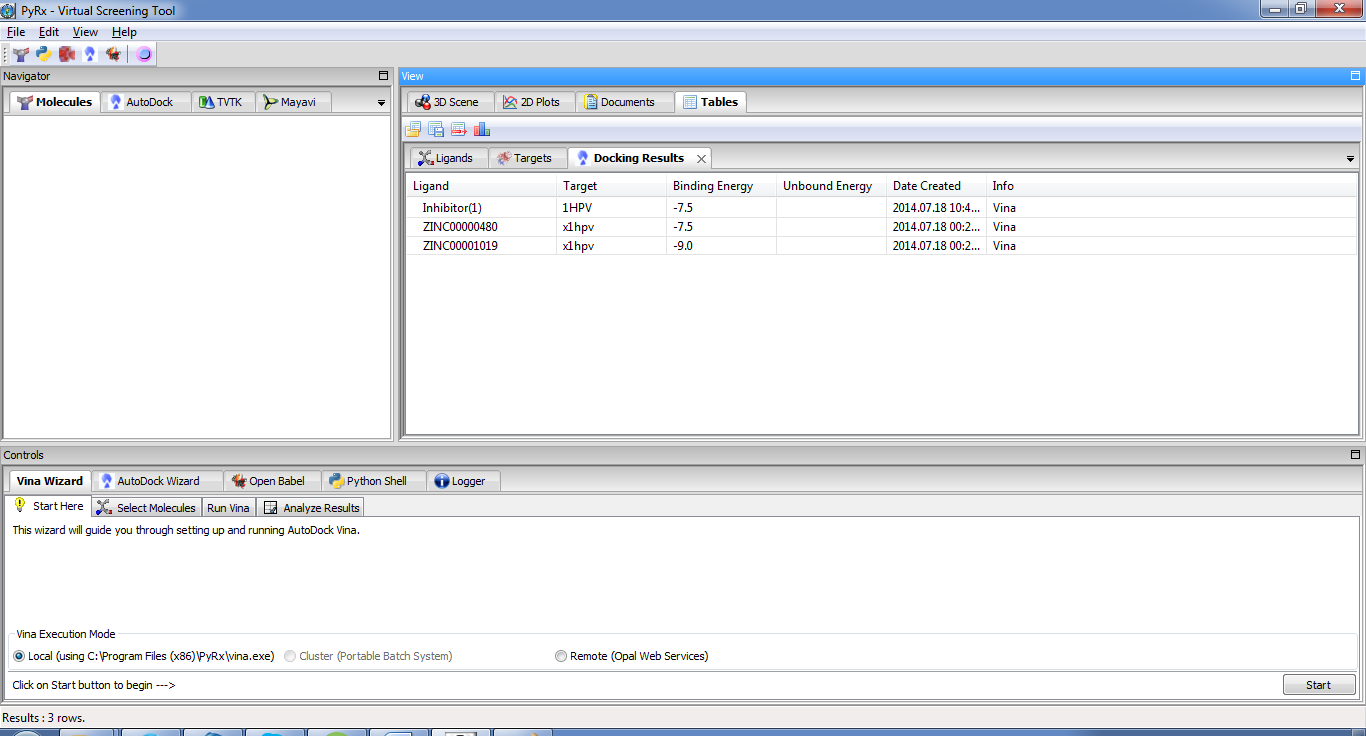 PyRx - Virtual Screening Tool
File Edit View Help
Navigator
View
Molecules AutoDock TVTK Mayavi
3D Scene 2D Plots Documents Tables
Ligands Targets Docking Results
Ligand Target Binding Energy Unbound Energy Date Created Info
Inhibitor(1) 1HPV -7.5 2014.07.18 10:4... Vina
ZINC00000480 x1hpv -7.5 2014.07.18 00:2... Vina
ZINC00001019 x1hpv -9.0 2014.07.18 00:2... Vina
Controls
Vina Wizard AutoDock Wizard Open Babel Python Shell Logger
Start Here Select Molecules Run Vina Analyze Results
This wizard will guide you through setting up and running AutoDock Vina.
Vina Execution Mode
Local (using C:\Program Files (x86)\PyRx\vina.exe) Cluster (Portable Batch System) Remote (Opal Web Services)
Click on Start button to begin ---> Start
Results : 3 rows.